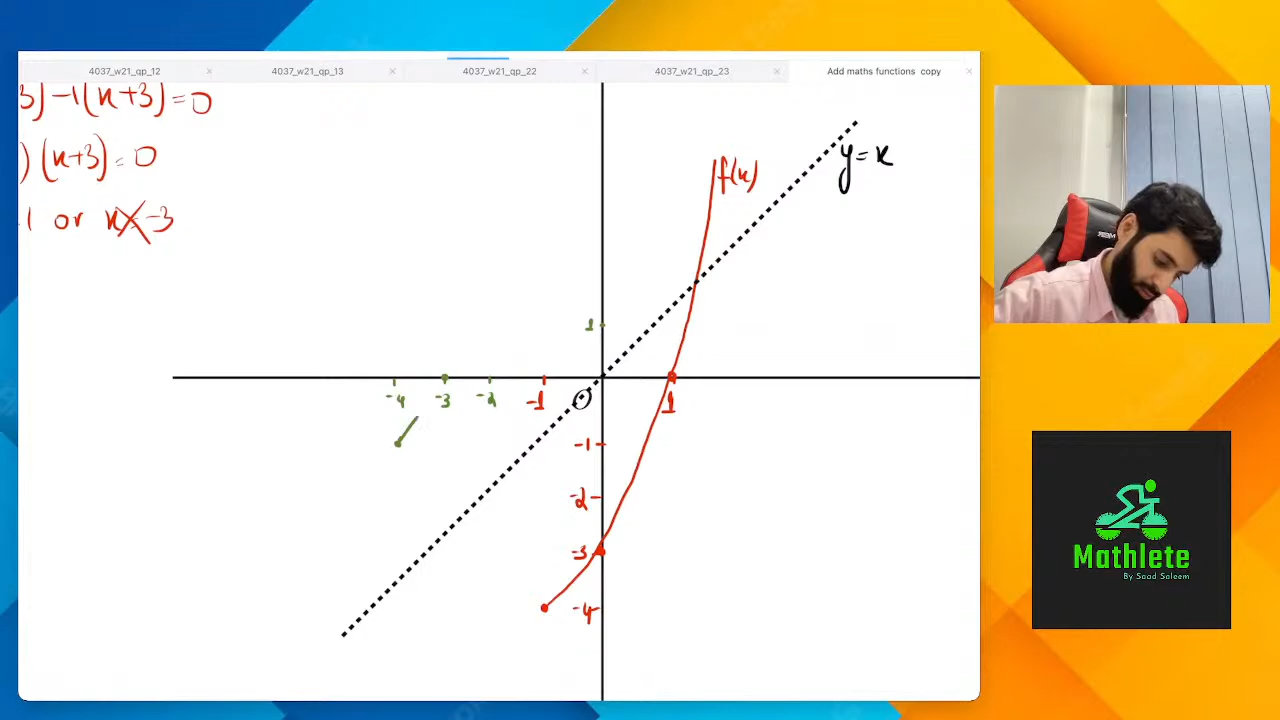 4037_w21_qp_12 × 4037_w21_qp_13 × 4037_w21_qp_22 × 4037_w21_qp_23 × Add maths functions copy ×
3) -1(x+3)=0
) (x+3)=0
-1 or x=-3
f(x)
y=x
1
-4 -3 -2 -1 O 1
-1
-2
-3
-4
Mathlete
By Saad Saleem